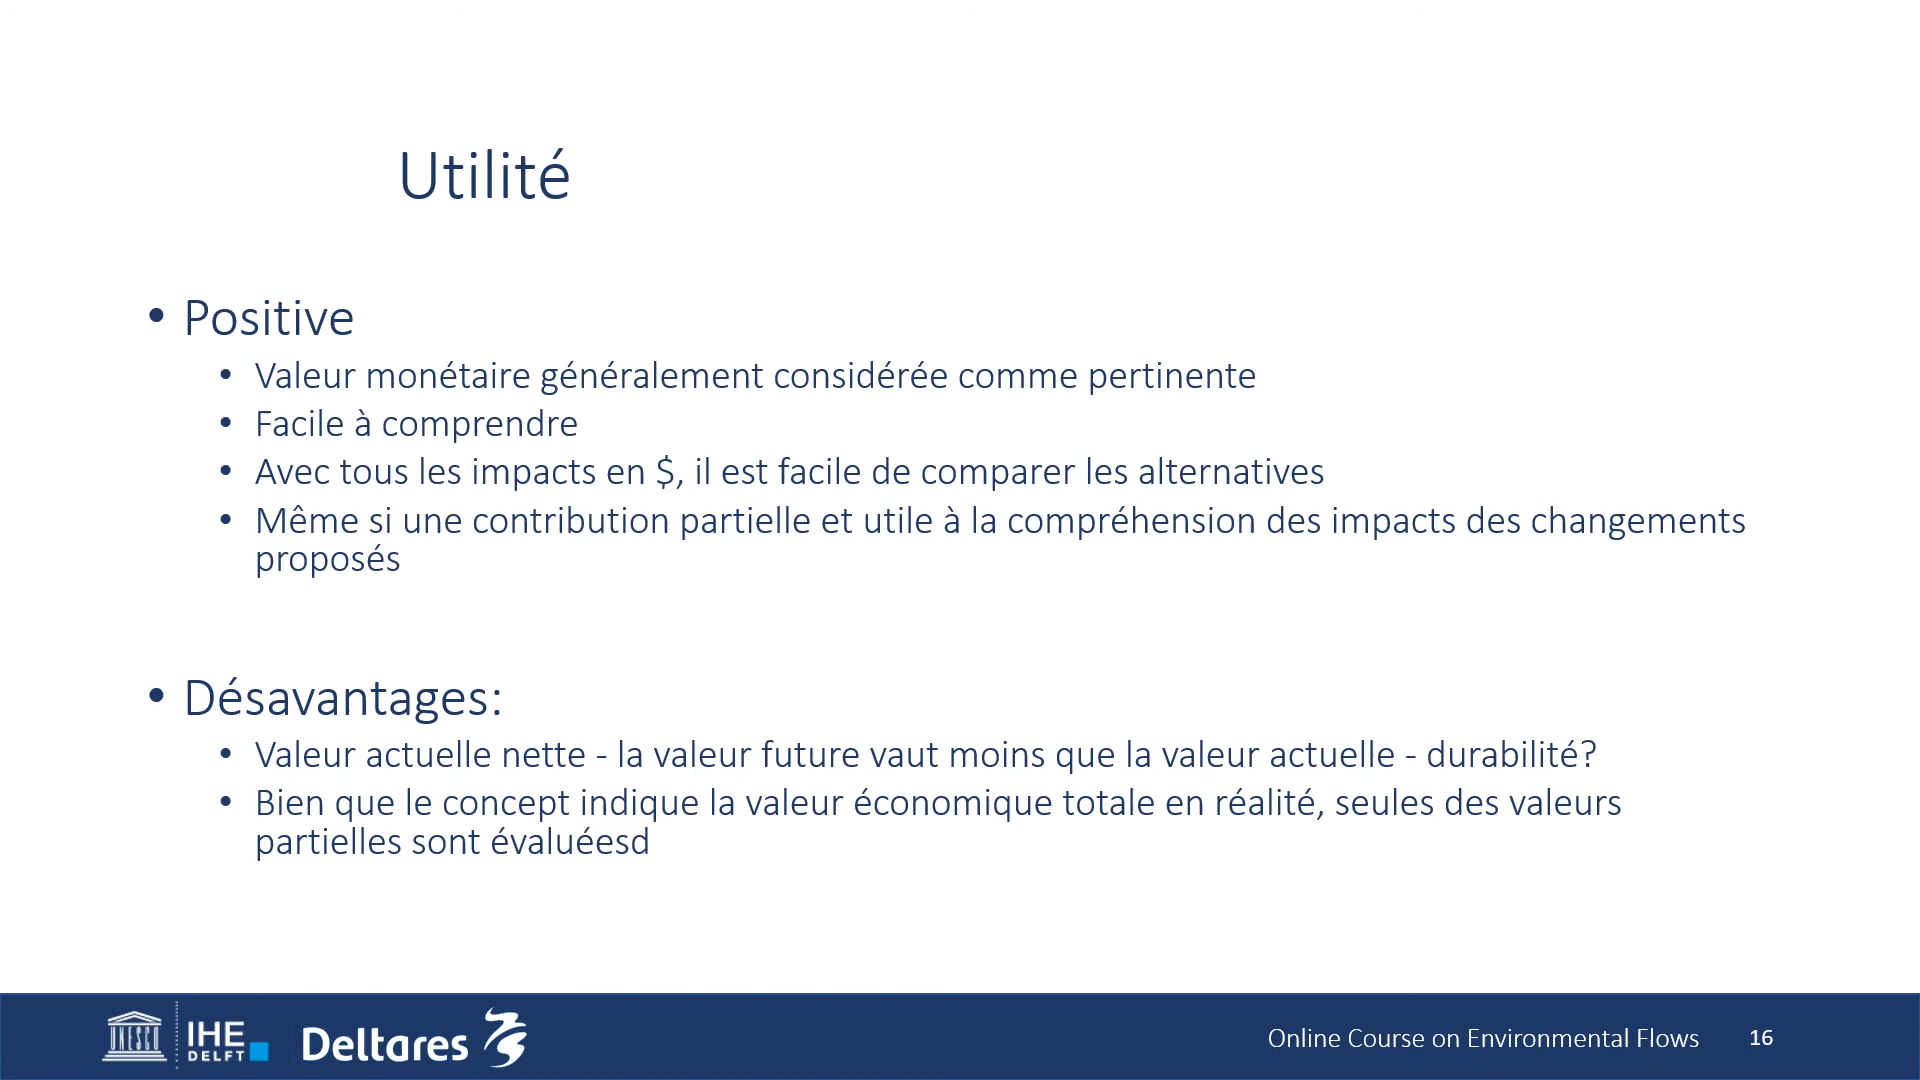 Utilité
• Positive
• Valeur monétaire généralement considérée comme pertinente
• Facile à comprendre
• Avec tous les impacts en $, il est facile de comparer les alternatives
• Même si une contribution partielle et utile à la compréhension des impacts des changements
proposés
• Désavantages:
• Valeur actuelle nette - la valeur future vaut moins que la valeur actuelle - durabilité?
• Bien que le concept indique la valeur économique totale en réalité, seules des valeurs
partielles sont évaluéesd
UNESCO
IHE
DELFT
Deltares
Online Course on Environmental Flows
16